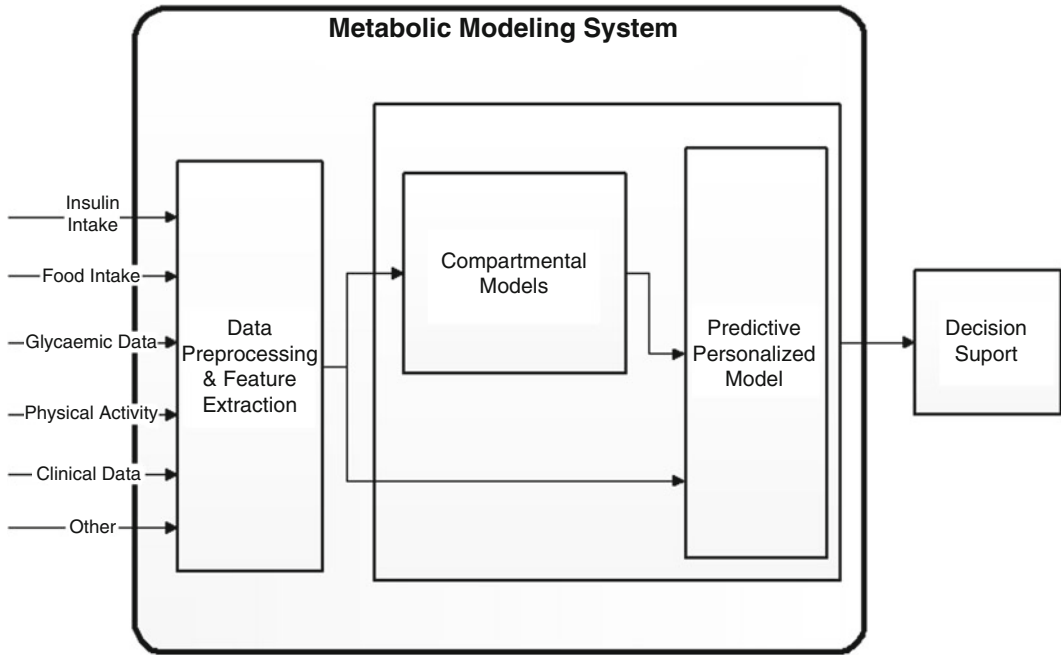 Metabolic Modeling System
Insulin
Intake
Food Intake
Glycaemic Data
Physical Activity
Clinical Data
Other
Data
Preprocessing
& Feature
Extraction
Compartmental
Models
Predictive
Personalized
Model
Decision
Suport